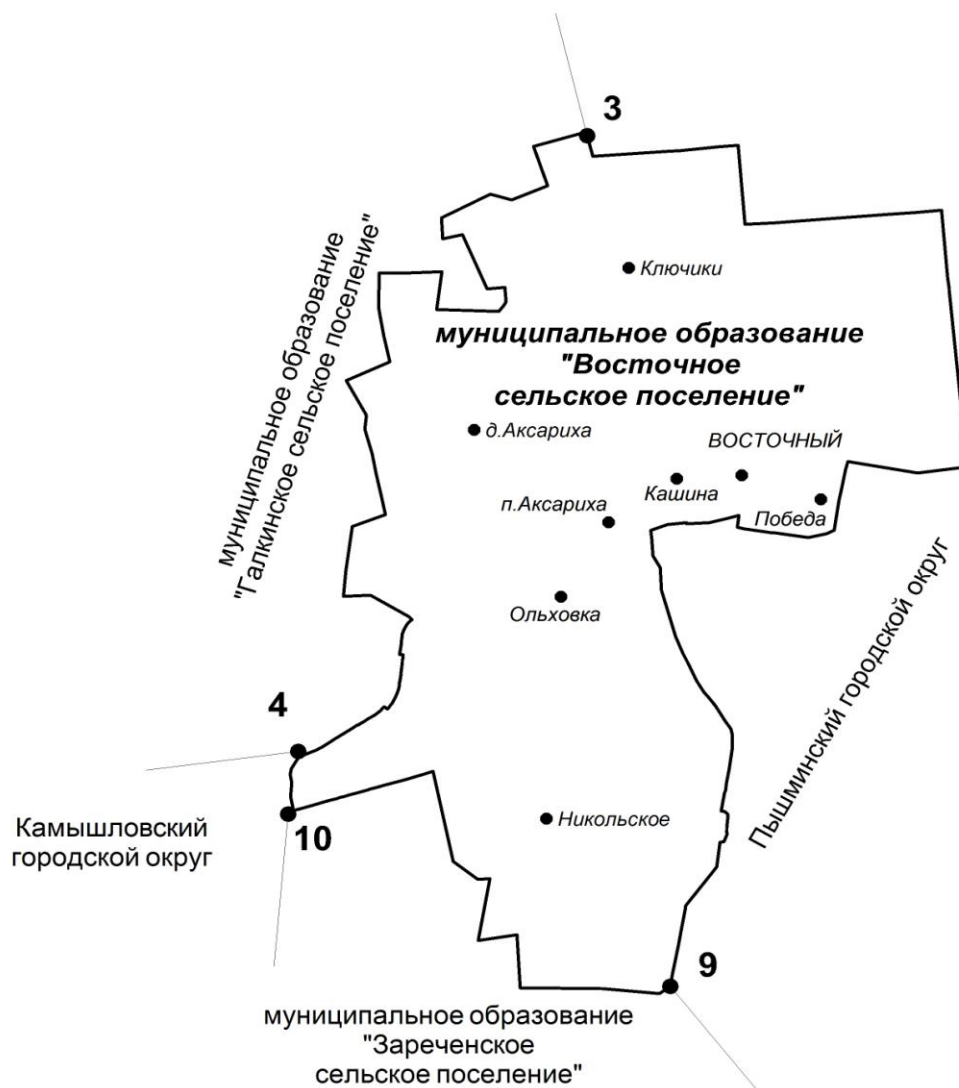 3
муниципальное образование
"Галкинское сельское поселение"
Ключики
муниципальное образование
"Восточное
сельское поселение"
д.Аксариха
ВОСТОЧНЫЙ
Кашина
п.Аксариха
Победа
Ольховка
Пышминский городской округ
4
Камышловский
городской округ
10
Никольское
9
муниципальное образование
"Зареченское
сельское поселение"